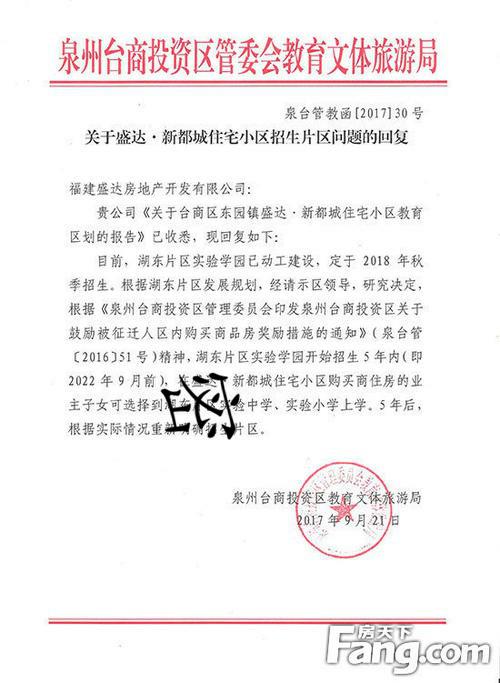 泉州台商投资区管委会教育文体旅游局
泉台管教函[2017]30号
关于盛达·新都城住宅小区招生片区问题的回复
福建盛达房地产开发有限公司：
贵公司《关于台商区东园镇盛达·新都城住宅小区教育
区划的报告》已收悉，现回复如下：
目前，湖东片区实验学园已动工建设，定于 2018 年秋
季招生。根据湖东片区发展规划，经请示区领导，研究决定，
根据《泉州台商投资区管理委员会印发泉州台商投资区关于
鼓励被征迁人区内购买商品房奖励措施的通知》（泉台管
〔2016〕51号）精神，湖东片区实验学园开始招生5年内（即
2022 年 9 月前），在盛达·新都城住宅小区购买商住房的业
主子女可选择到湖东片区实验中学、实验小学上学。5年后，
根据实际情况重新明确招生片区。
泉州台商投资区教育文体旅游局
2017年9月21日
房天下
Fang.com